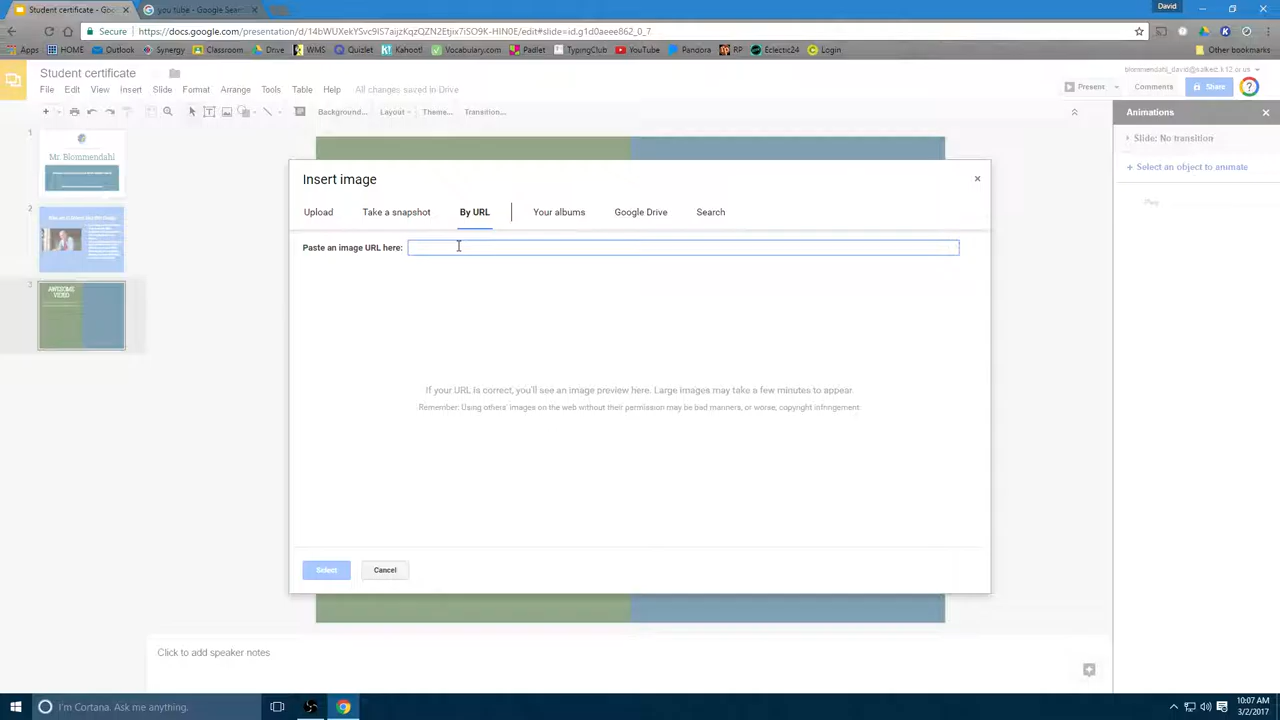 Student certificate - Goo
you tube - Google Search
David
Secure
https://docs.google.com/presentation/d/14bWUXekYSvc9IS7aijzKqzQZN2Etjix7i5O9K-HIN0E/edit#slide=id.g1d0aeee862_0_7
Apps
HOME
Outlook
Synergy
Classroom
Drive
WMS
Quizlet
Kahoot!
Vocabulary.com
Padlet
TypingClub
YouTube
Pandora
RP
Eclectic24
Login
Other bookmarks
Student certificate
File Edit View Insert Slide Format Arrange Tools Table Help All changes saved in Drive
Present
Comments
Share
Background... Layout Theme... Transition...
Animations
Slide: No transition
+ Select an object to animate
Play
1
Mr. Blommendahl
2
3
AWESOME
VIDEO
Insert image
Upload Take a snapshot By URL Your albums Google Drive Search
Paste an image URL here:
If your URL is correct, you'll see an image preview here. Large images may take a few minutes to appear.
Remember: Using others' images on the web without their permission may be bad manners, or worse, copyright infringement.
Select Cancel
Click to add speaker notes
I'm Cortana. Ask me anything.
10:07 AM
3/2/2017